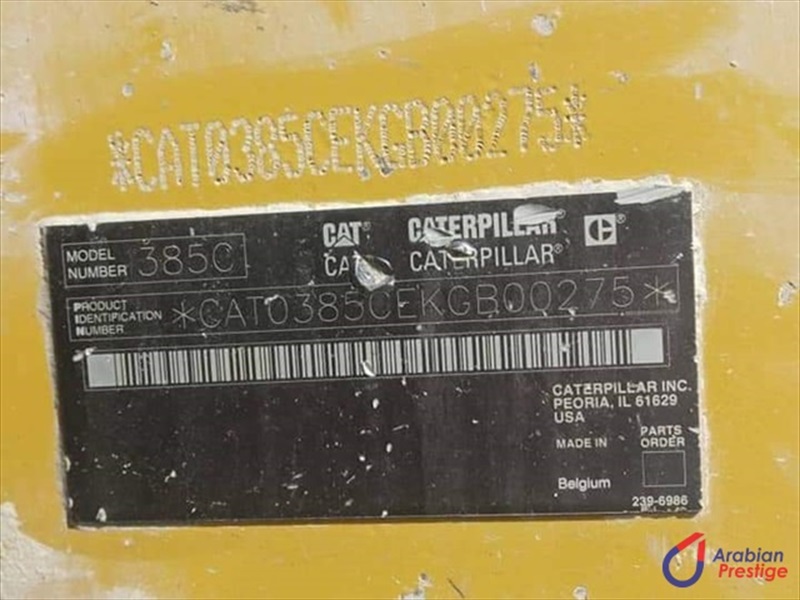 *CAT0385CEKGB00275*
MODEL NUMBER 385C
CAT® CATERPILLAR ®
CAT CATERPILLAR®
PRODUCT IDENTIFICATION NUMBER *CAT0385CEKGB00275*
CATERPILLAR INC.
PEORIA, IL 61629
USA
MADE IN
PARTS ORDER
Belgium
239-6986
Arabian
Prestige